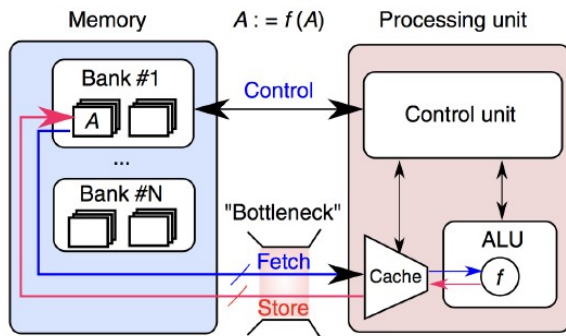 Memory
A := f(A)
Processing unit
Bank #1
A
Control
Control unit
...
Bank #N
"Bottleneck"
ALU
Fetch
Cache
f
Store